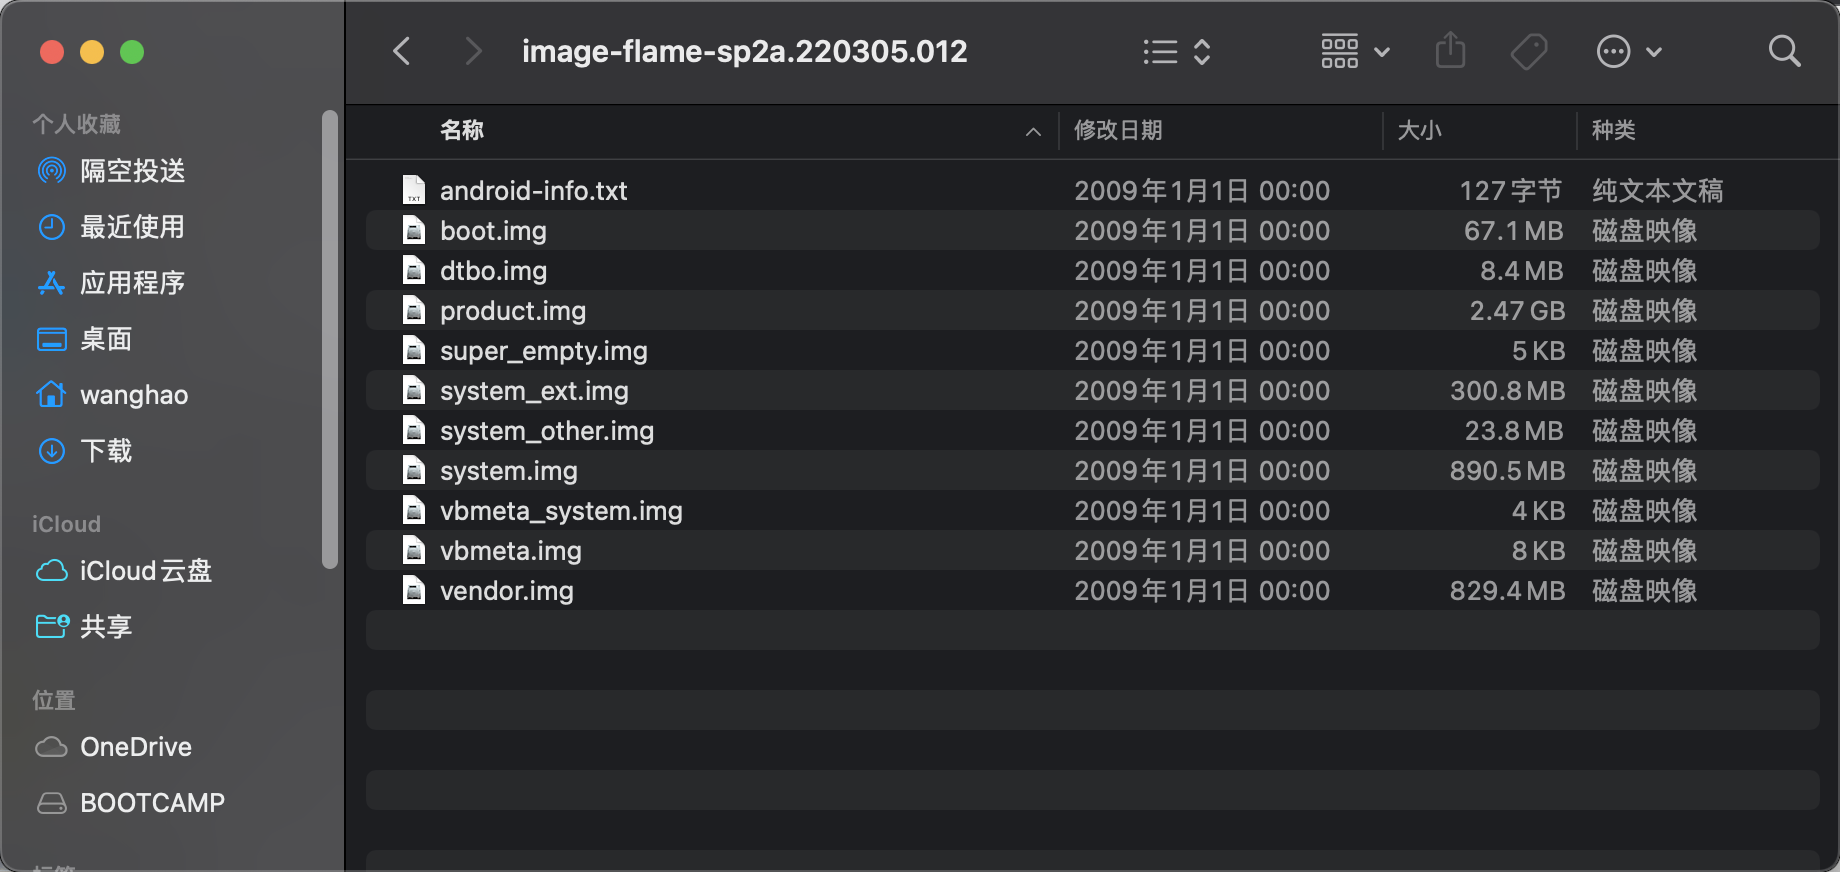 image-flame-sp2a.220305.012
个人收藏
隔空投送
最近使用
应用程序
桌面
wanghao
下载
iCloud
iCloud云盘
共享
位置
OneDrive
BOOTCAMP
名称 修改日期 大小 种类
android-info.txt 2009年1月1日 00:00 127字节 纯文本文稿
boot.img 2009年1月1日 00:00 67.1 MB 磁盘映像
dtbo.img 2009年1月1日 00:00 8.4 MB 磁盘映像
product.img 2009年1月1日 00:00 2.47 GB 磁盘映像
super_empty.img 2009年1月1日 00:00 5 KB 磁盘映像
system_ext.img 2009年1月1日 00:00 300.8 MB 磁盘映像
system_other.img 2009年1月1日 00:00 23.8 MB 磁盘映像
system.img 2009年1月1日 00:00 890.5 MB 磁盘映像
vbmeta_system.img 2009年1月1日 00:00 4 KB 磁盘映像
vbmeta.img 2009年1月1日 00:00 8 KB 磁盘映像
vendor.img 2009年1月1日 00:00 829.4 MB 磁盘映像